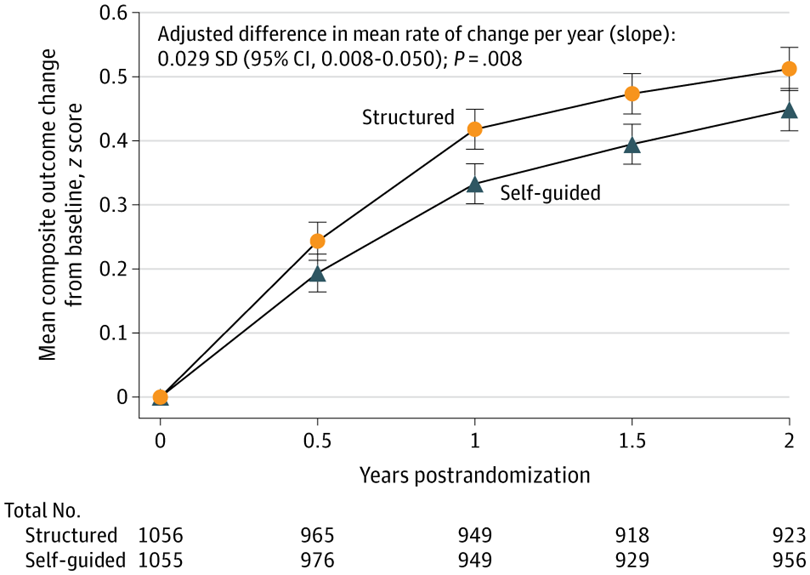 Adjusted difference in mean rate of change per year (slope):
0.029 SD (95% CI, 0.008-0.050); P = .008
Mean composite outcome change
from baseline, z score
0.6
0.5
0.4
0.3
0.2
0.1
0
Structured
Self-guided
0 0.5 1 1.5 2
Years postrandomization
Total No.
Structured 1056 965 949 918 923
Self-guided 1055 976 949 929 956